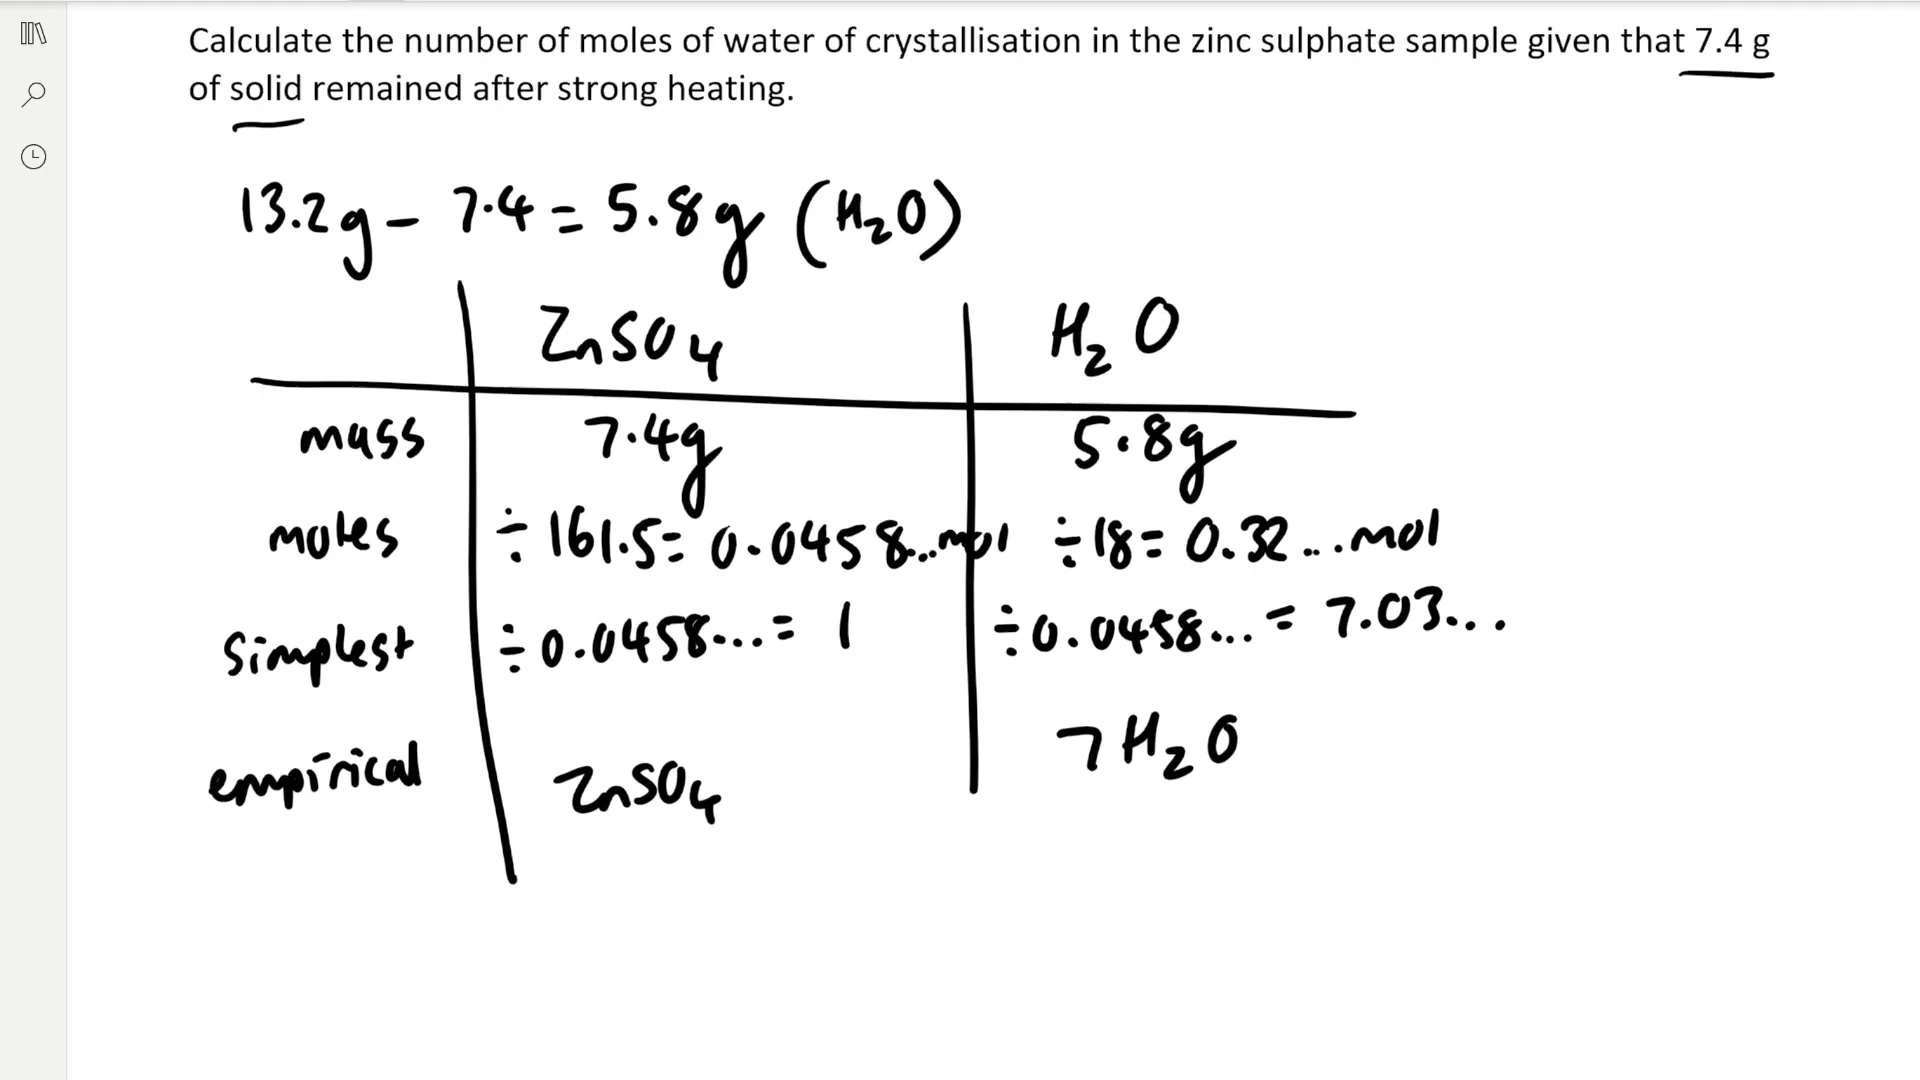 Calculate the number of moles of water of crystallisation in the zinc sulphate sample given that 7.4 g
of solid remained after strong heating.
13.2g - 7.4 = 5.8g (H₂O)
ZnSO₄ H₂O
mass 7.4g 5.8g
moles ÷ 161.5 = 0.0458...mol ÷ 18 = 0.32...mol
Simplest ÷ 0.0458... = 1 ÷ 0.0458... = 7.03...
empirical ZnSO₄ 7H₂O